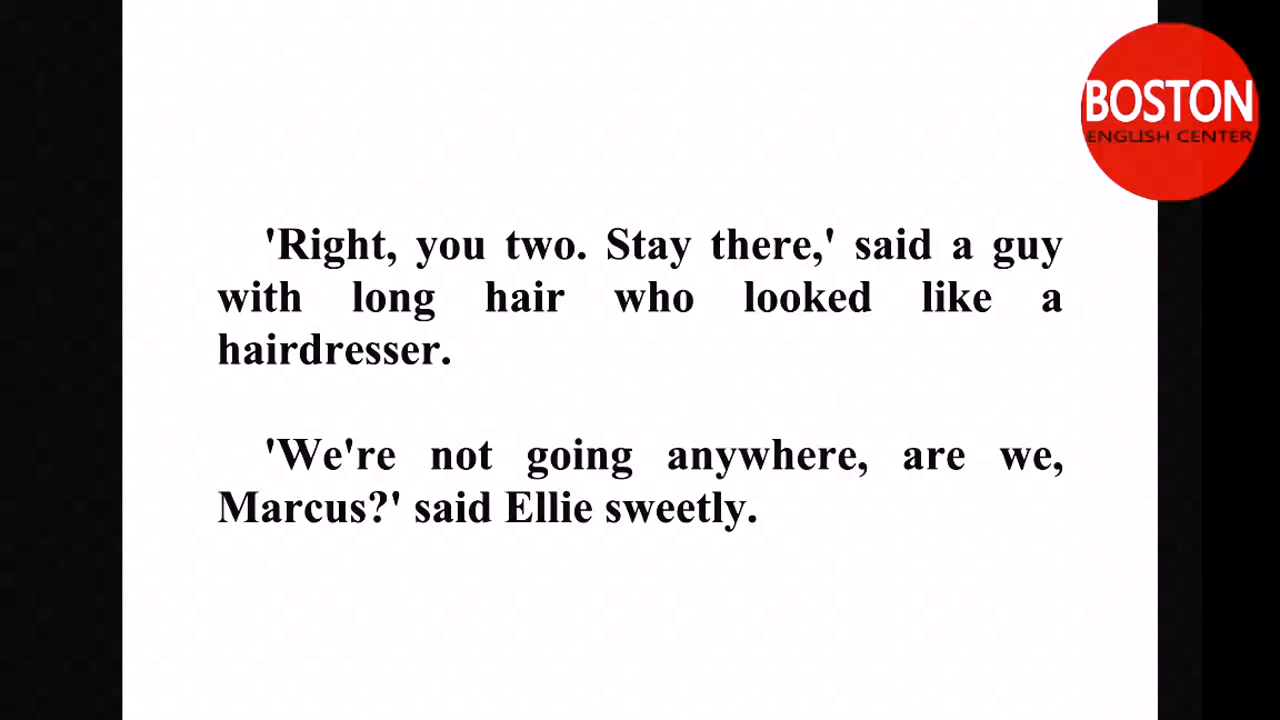 BOSTON
ENGLISH CENTER
'Right, you two. Stay there,' said a guy
with long hair who looked like a
hairdresser.
'We're not going anywhere, are we,
Marcus?' said Ellie sweetly.